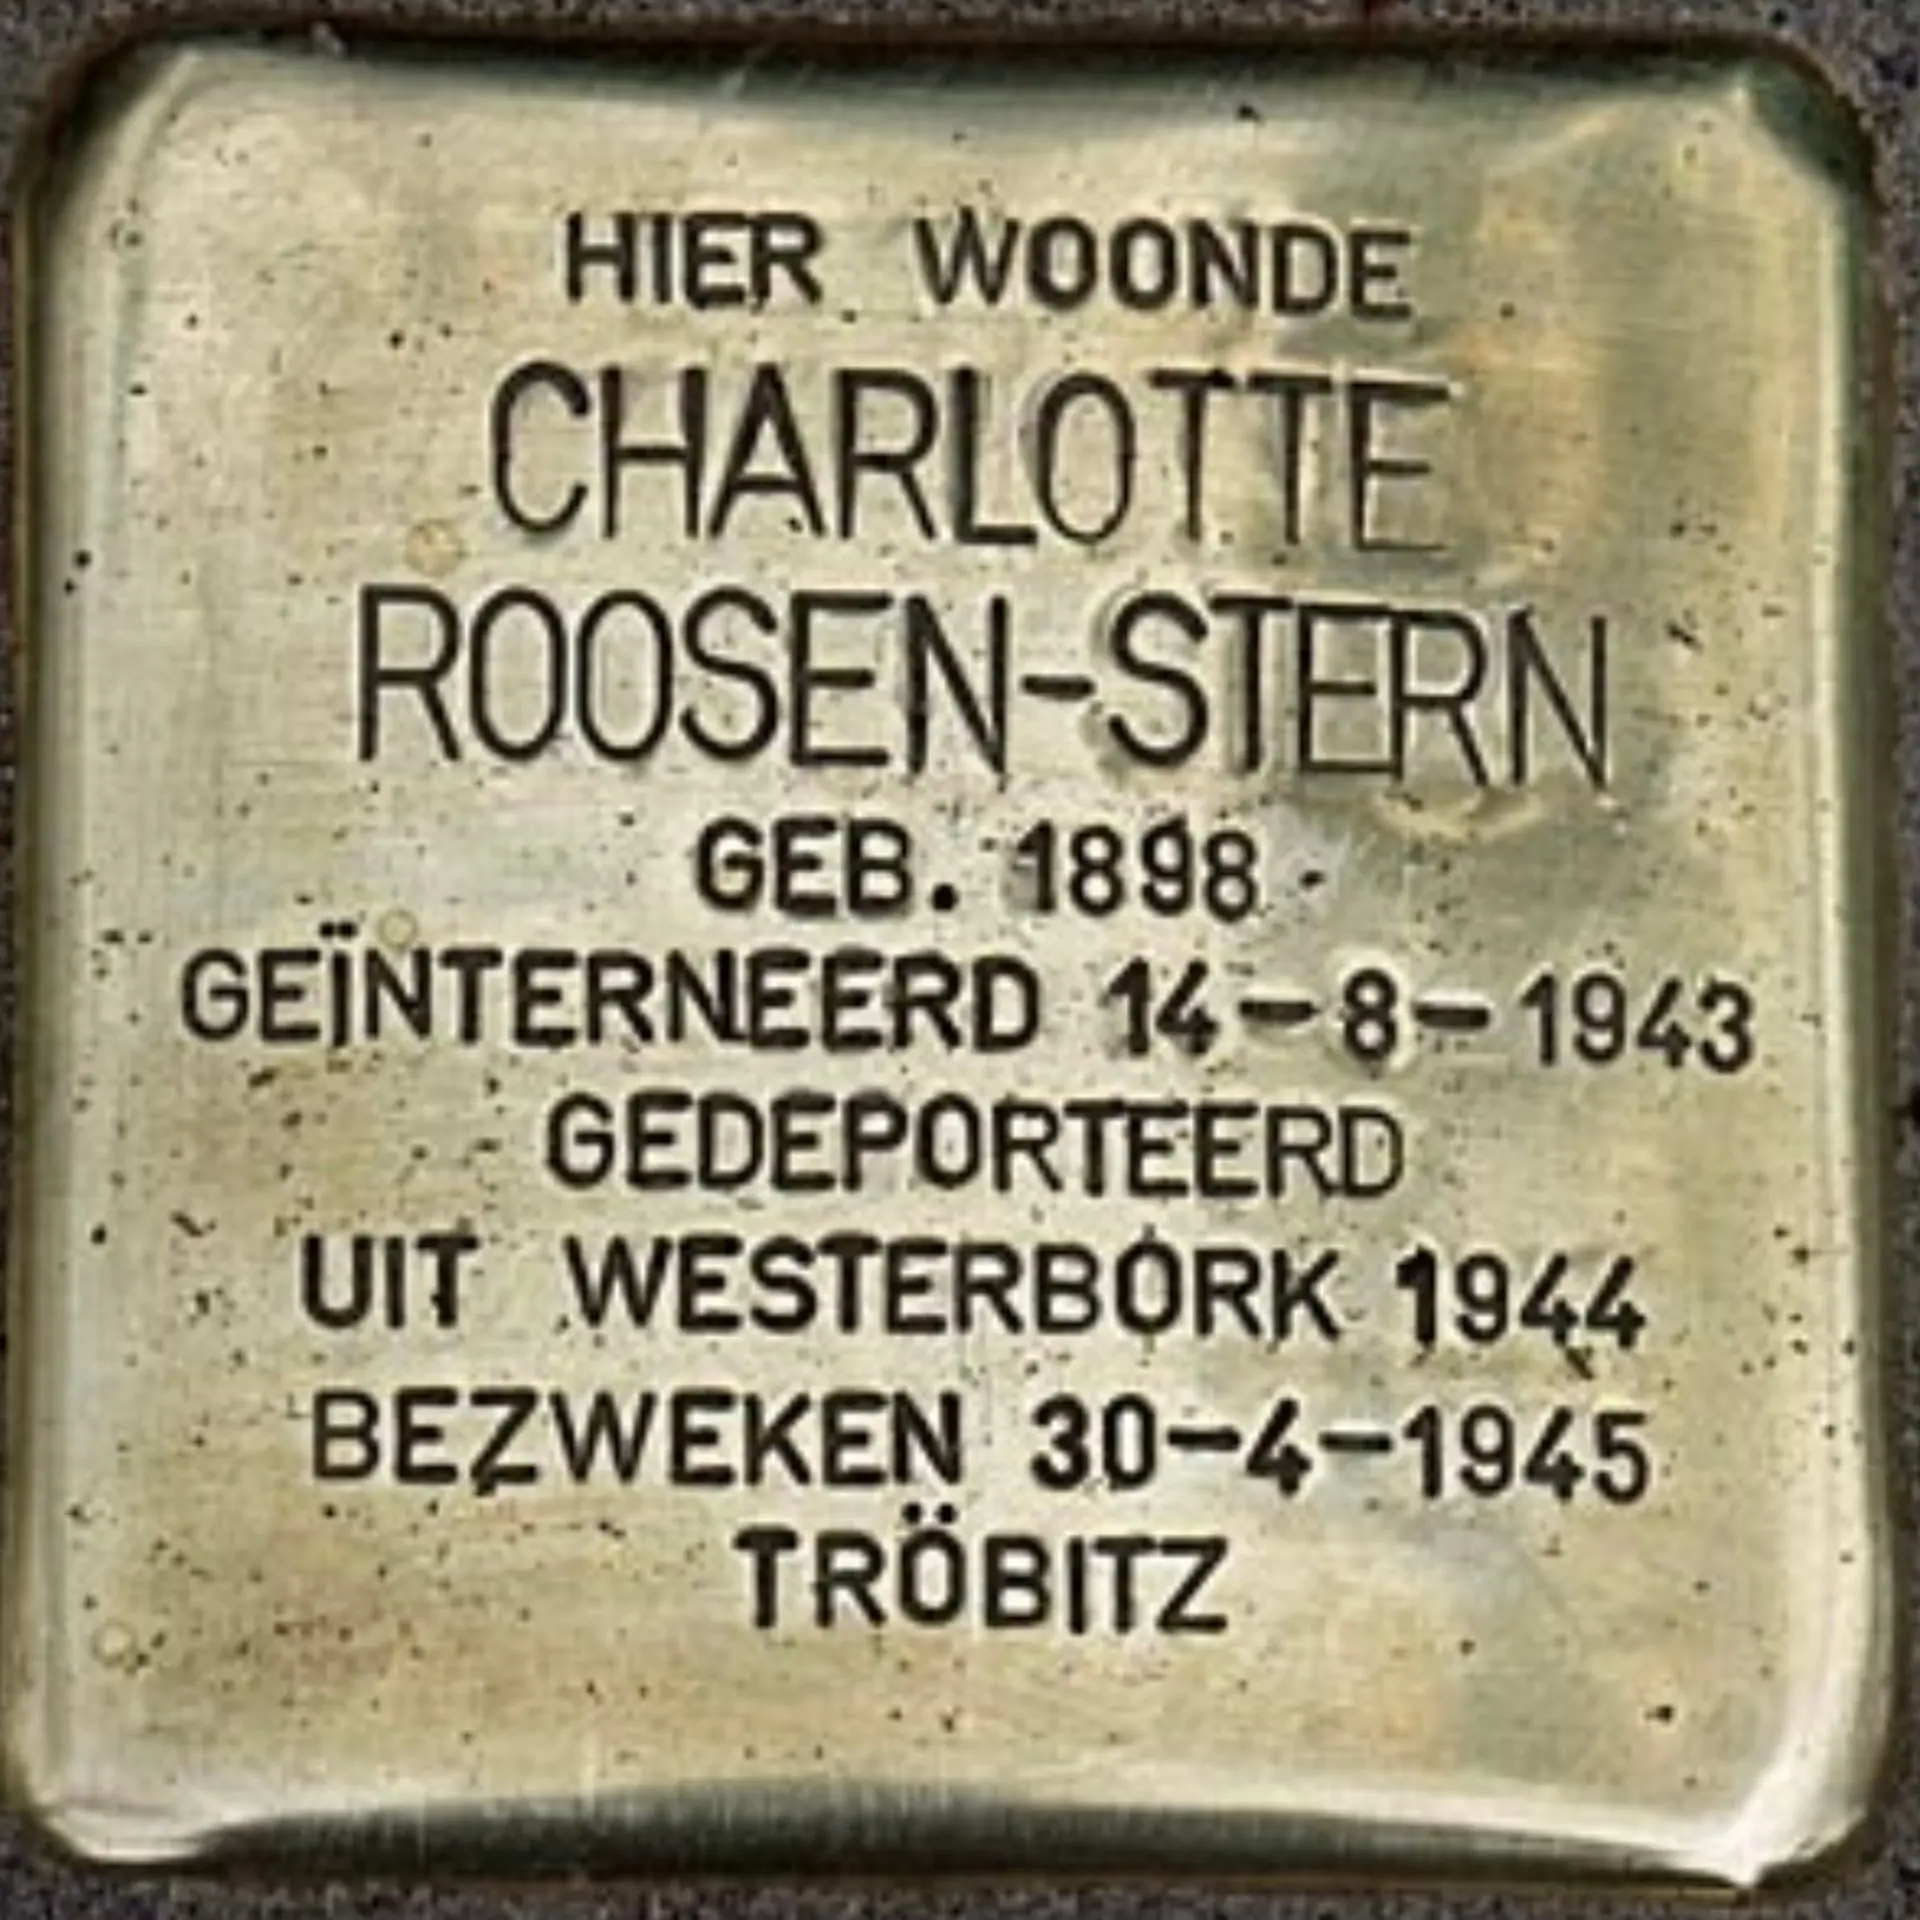 HIER WOONDE
CHARLOTTE
ROOSEN-STERN
GEB. 1898
GEÏNTERNEERD 14-8-1943
GEDEPORTEERD
UIT WESTERBORK 1944
BEZWEKEN 30-4-1945
TRÖBITZ